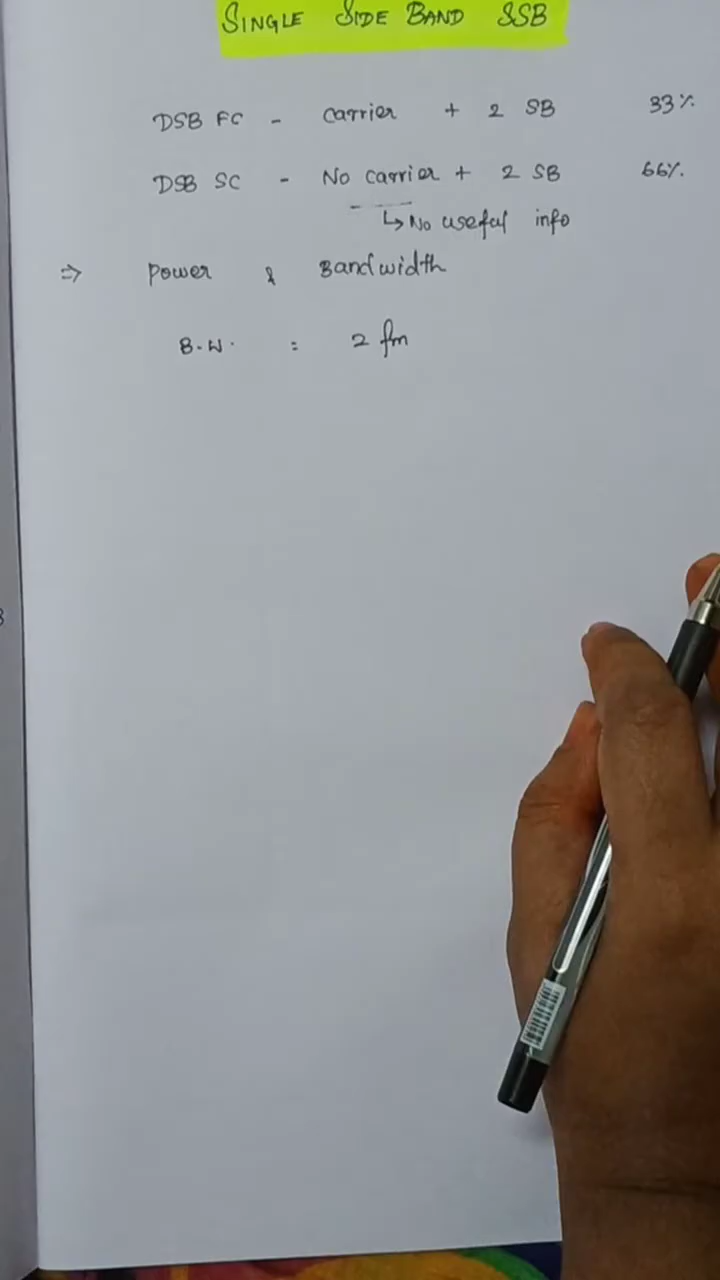 SINGLE SIDE BAND SSB
DSB FC - carrier + 2 SB 33%
DSB SC - No carrier + 2 SB 66%.
↳ No useful info
⇒ power & Bandwidth
B.W. : 2 fm